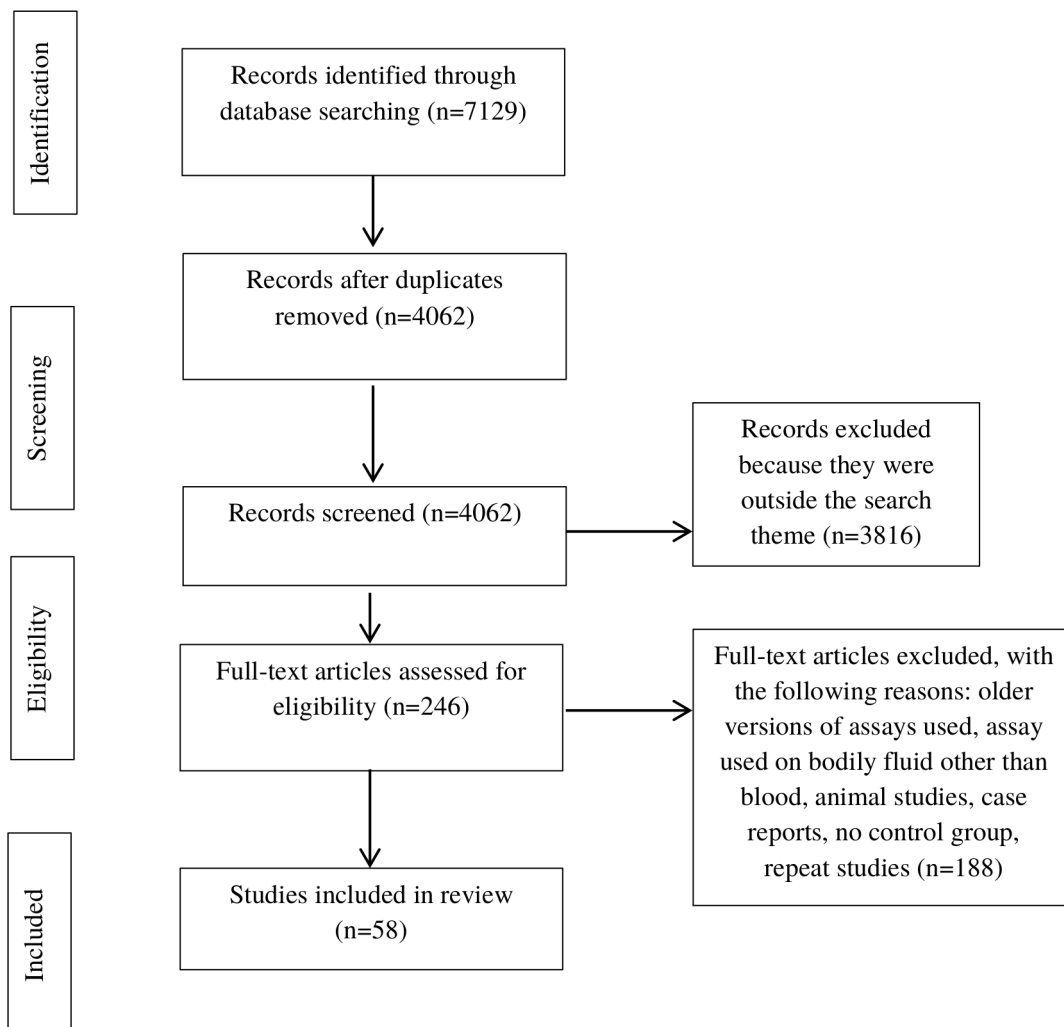 Identification
Records identified through
database searching (n=7129)
Records after duplicates
removed (n=4062)
Screening
Records screened (n=4062)
Records excluded
because they were
outside the search
theme (n=3816)
Eligibility
Full-text articles assessed for
eligibility (n=246)
Full-text articles excluded, with
the following reasons: older
versions of assays used, assay
used on bodily fluid other than
blood, animal studies, case
reports, no control group,
repeat studies (n=188)
Included
Studies included in review
(n=58)